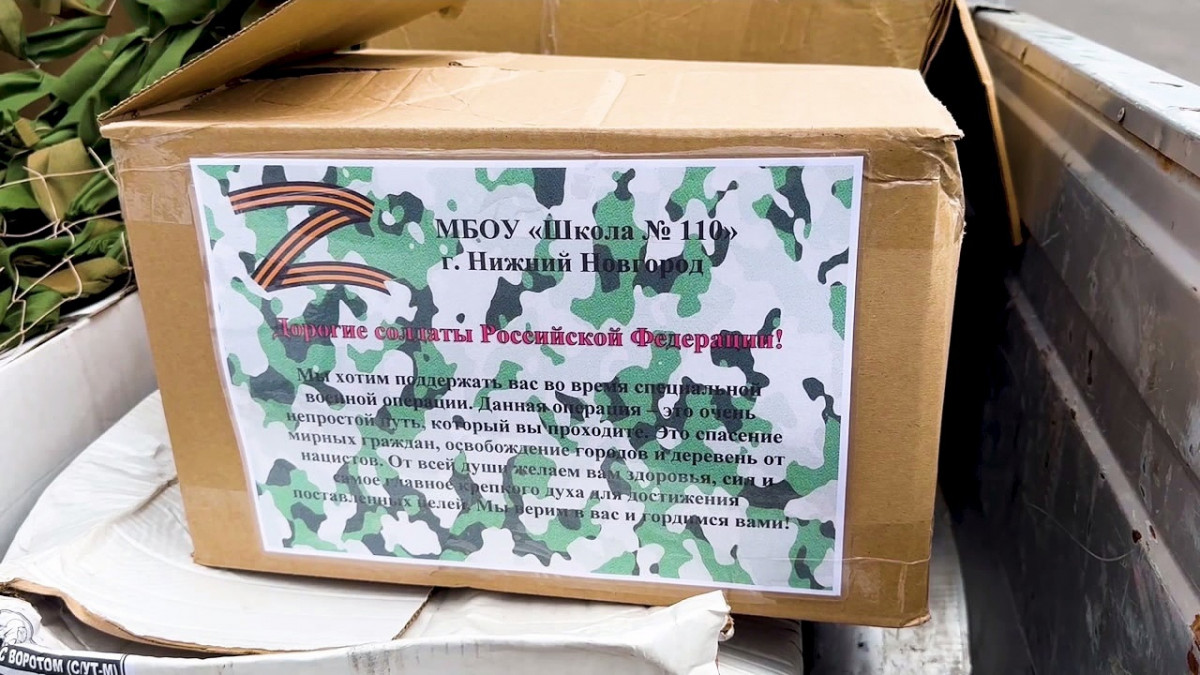 МБОУ «Школа № 110»
г. Нижний Новгород
Дорогие солдаты Российской Федерации!
Мы хотим поддержать вас во время специальной
военной операции. Данная операция – это очень
непростой путь, который вы проходите. Это спасение
мирных граждан, освобождение городов и деревень от
нацистов. От всей души желаем вам здоровья, сил и
самое главное крепкого духа для достижения
поставленных целей. Мы верим в вас и гордимся вами!
С ВОРОТОМ (С/УТ-М)